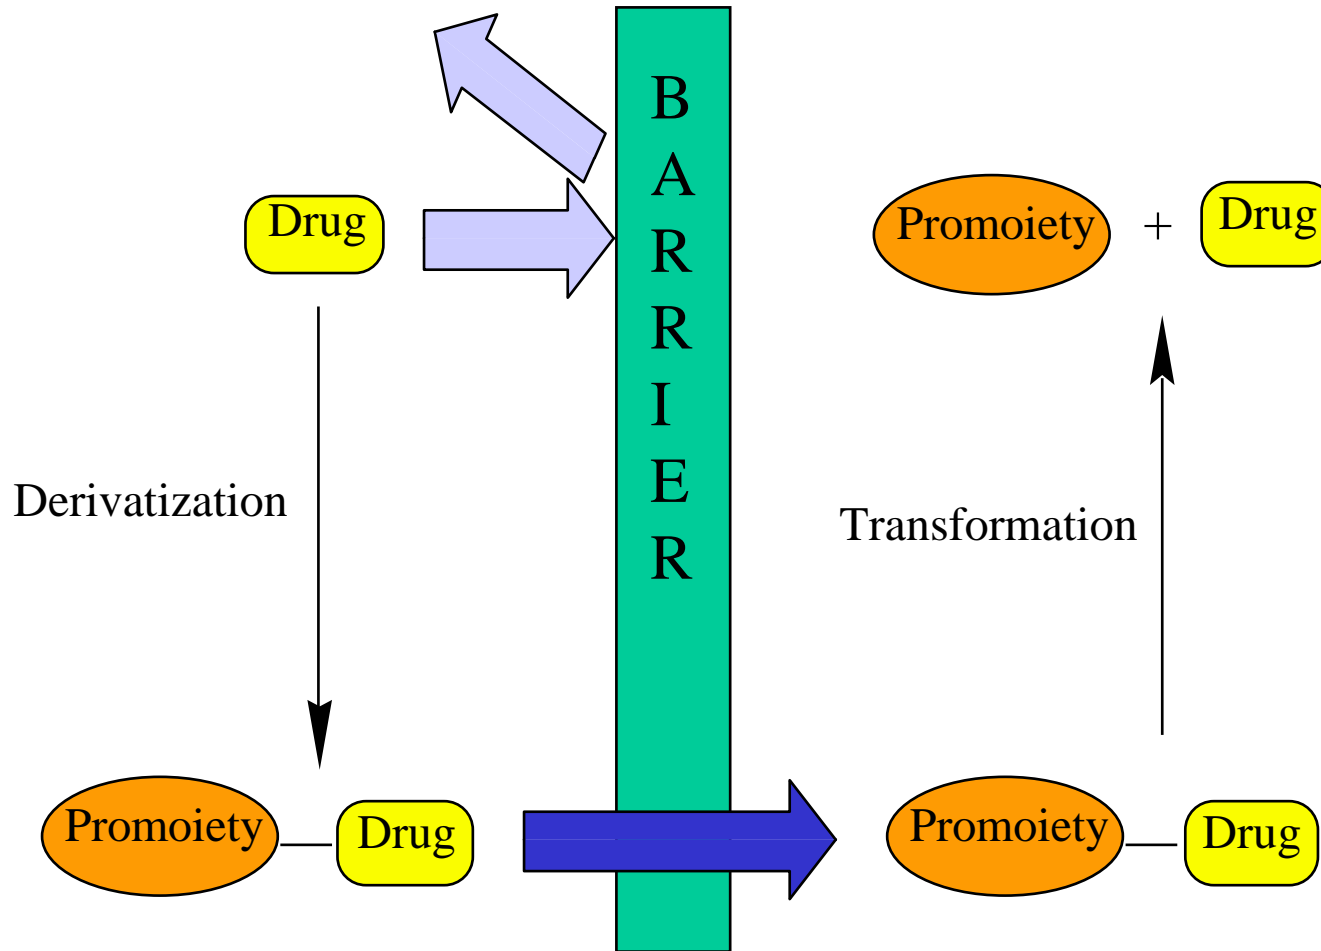 B
A
R
R
I
E
R
Drug
Promoiety + Drug
Derivatization
Transformation
Promoiety Drug
Promoiety Drug